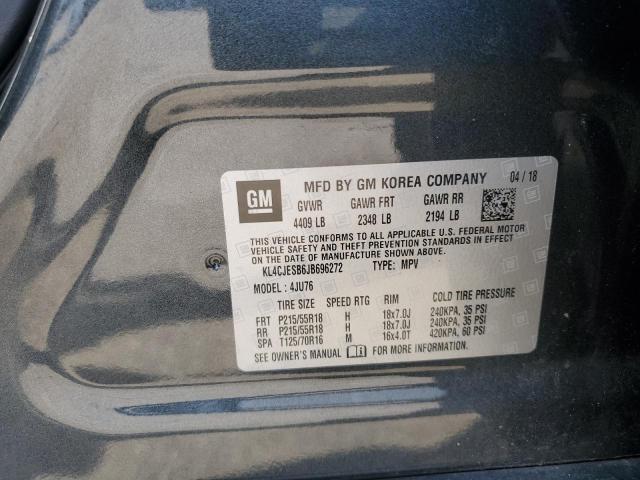 GM
MFD BY GM KOREA COMPANY 04 / 18
GVWR GAWR FRT GAWR RR
4409 LB 2348 LB 2194 LB
THIS VEHICLE CONFORMS TO ALL APPLICABLE U.S. FEDERAL MOTOR
VEHICLE SAFETY AND THEFT PREVENTION STANDARDS IN EFFECT
ON THE DATE OF MANUFACTURE SHOWN ABOVE.
KL4CJESB6JB696272 TYPE: MPV
MODEL: 4JU76
TIRE SIZE SPEED RTG RIM COLD TIRE PRESSURE
FRT P215/55R18 H 18x7.0J 240KPA, 35 PSI
RR P215/55R18 H 18x7.0J 240KPA, 35 PSI
SPA T125/70R16 M 16x4.0T 420KPA, 60 PSI
SEE OWNER'S MANUAL FOR MORE INFORMATION.